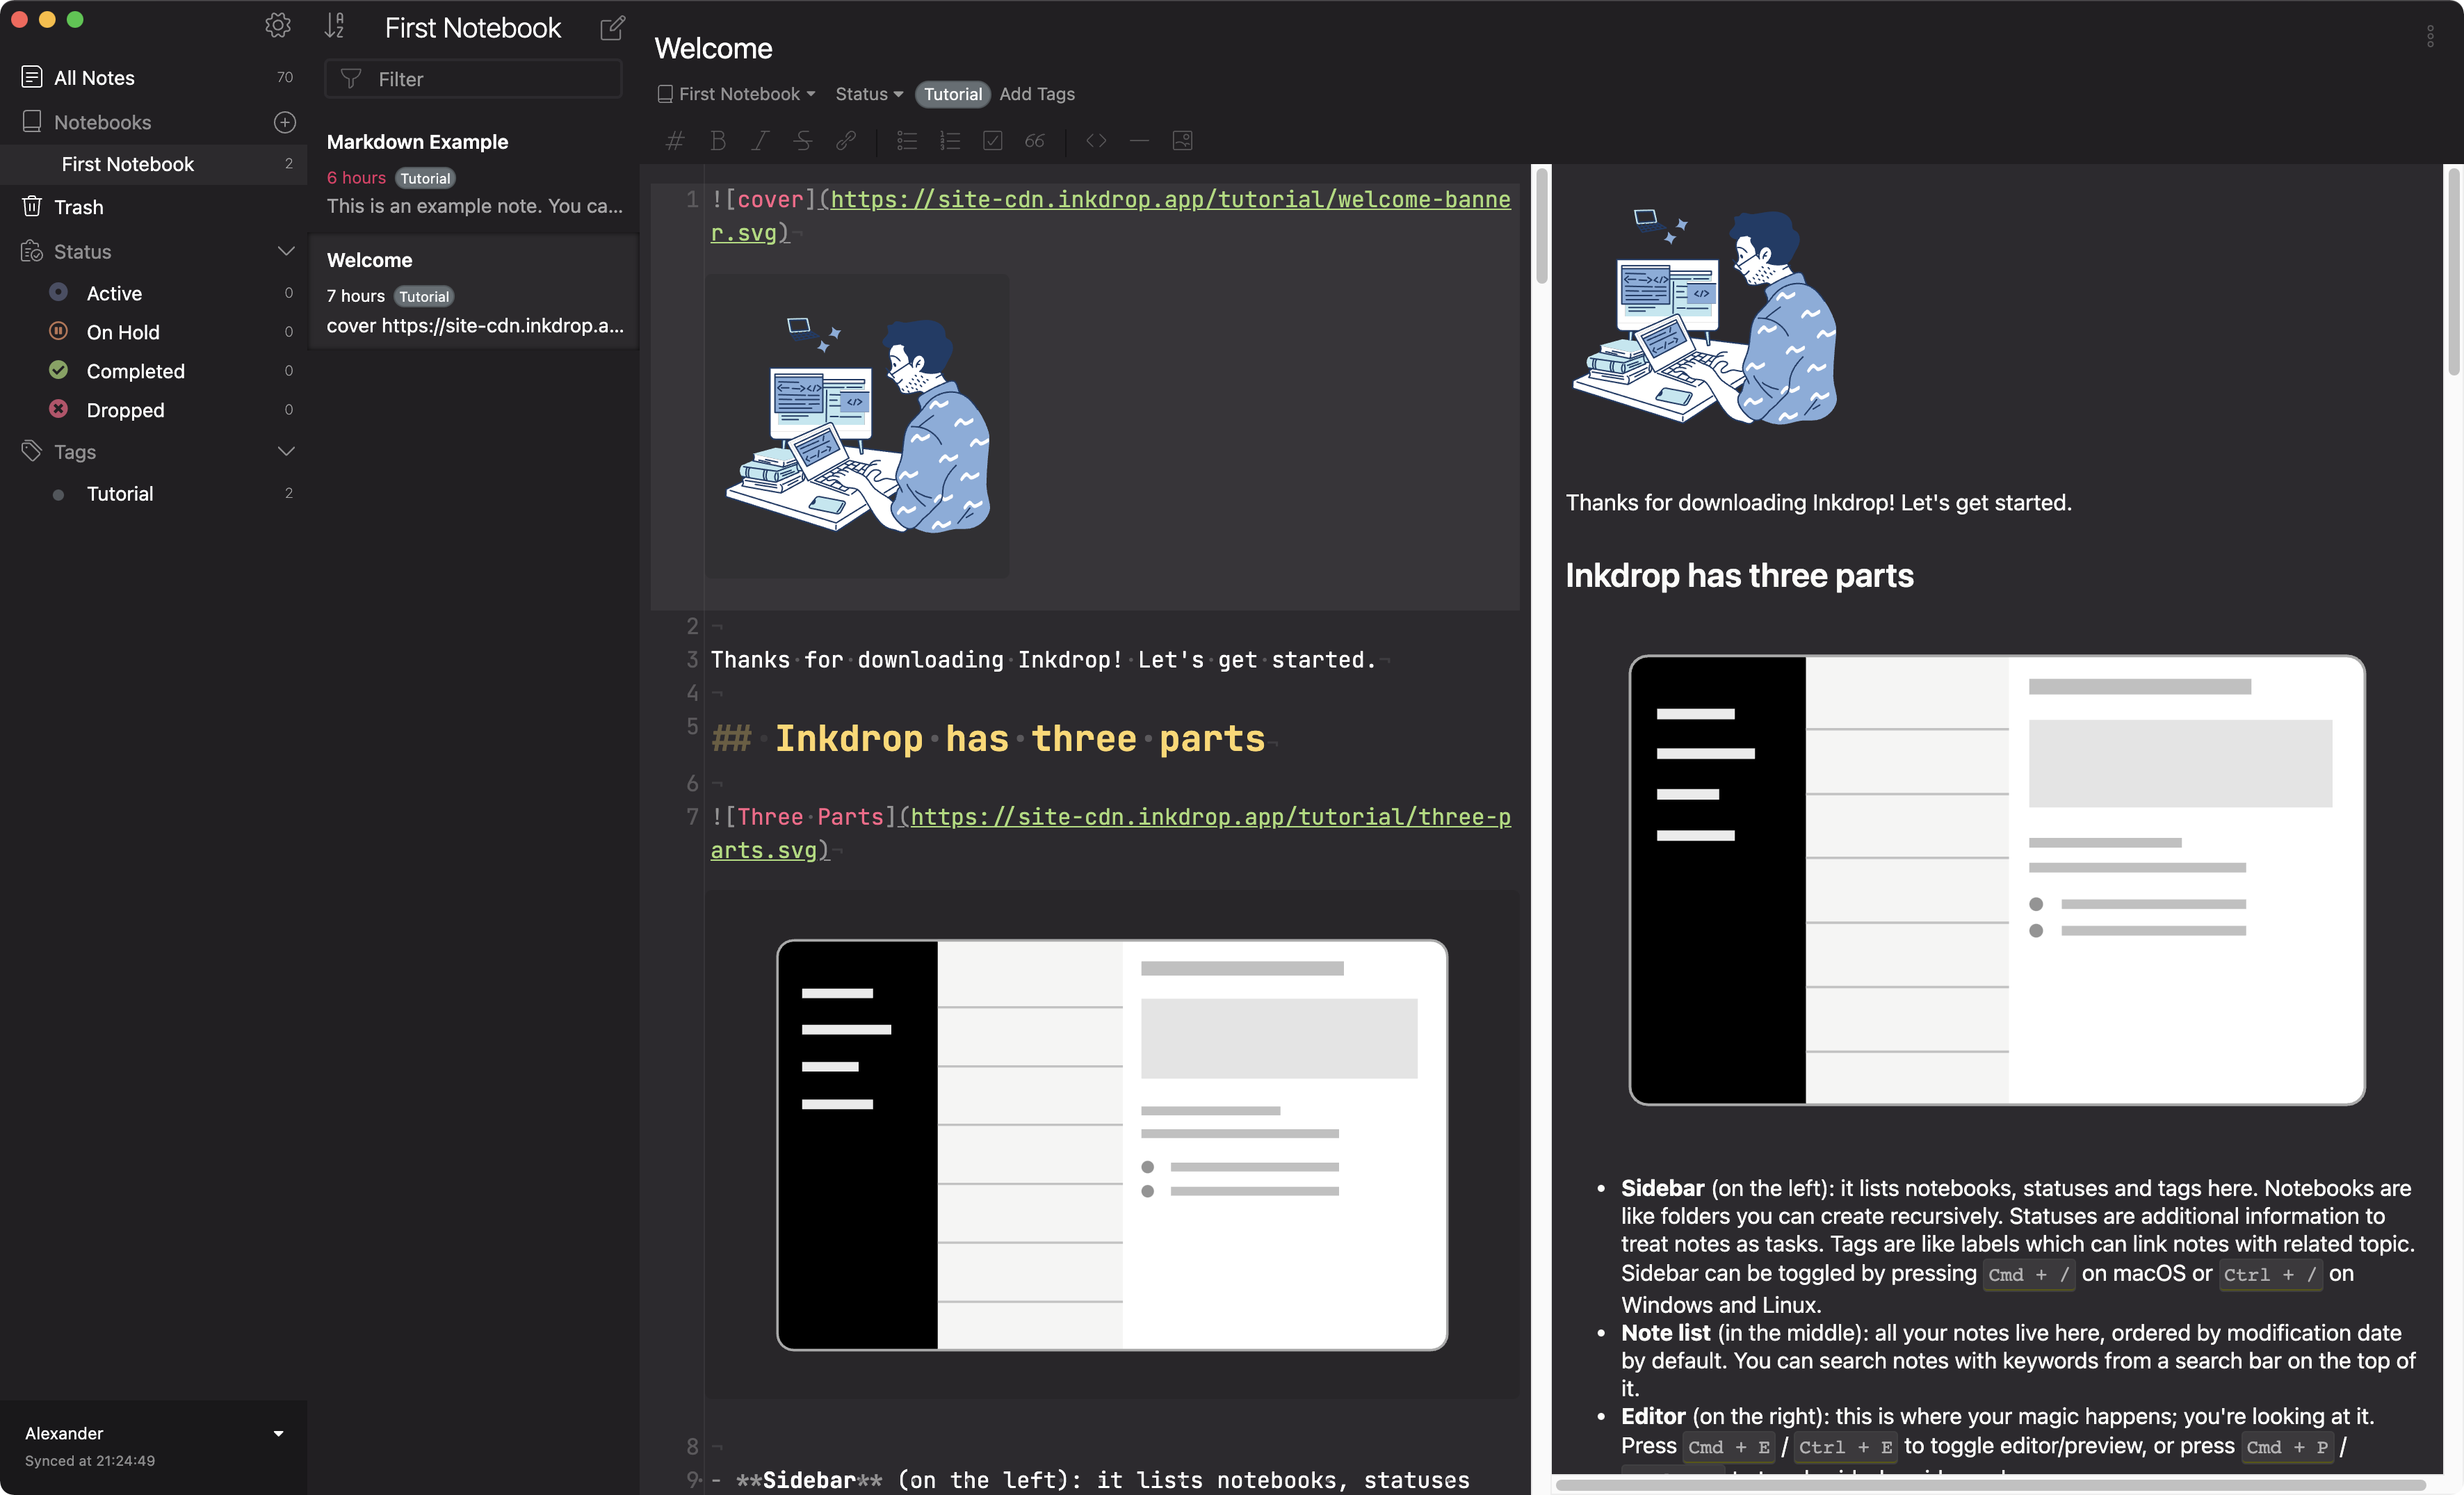 First Notebook
All Notes 70
Notebooks
First Notebook 2
Trash
Status
Active 0
On Hold 0
Completed 0
Dropped 0
Tags
Tutorial 2
Alexander
Synced at 21:24:49
Filter
Markdown Example
6 hours Tutorial
This is an example note. You ca...
Welcome
7 hours Tutorial
cover https://site-cdn.inkdrop.a...
Welcome
First Notebook Status Tutorial Add Tags
1 ![cover](https://site-cdn.inkdrop.app/tutorial/welcome-banne
r.svg)
2
3 Thanks for downloading Inkdrop! Let's get started.
4
5 ## Inkdrop has three parts
6
7 ![Three Parts](https://site-cdn.inkdrop.app/tutorial/three-p
arts.svg)
8
9 - **Sidebar** (on the left): it lists notebooks, statuses
Thanks for downloading Inkdrop! Let's get started.
Inkdrop has three parts
• Sidebar (on the left): it lists notebooks, statuses and tags here. Notebooks are
like folders you can create recursively. Statuses are additional information to
treat notes as tasks. Tags are like labels which can link notes with related topic.
Sidebar can be toggled by pressing Cmd + / on macOS or Ctrl + / on
Windows and Linux.
• Note list (in the middle): all your notes live here, ordered by modification date
by default. You can search notes with keywords from a search bar on the top of
it.
• Editor (on the right): this is where your magic happens; you're looking at it.
Press Cmd + E / Ctrl + E to toggle editor/preview, or press Cmd + P /